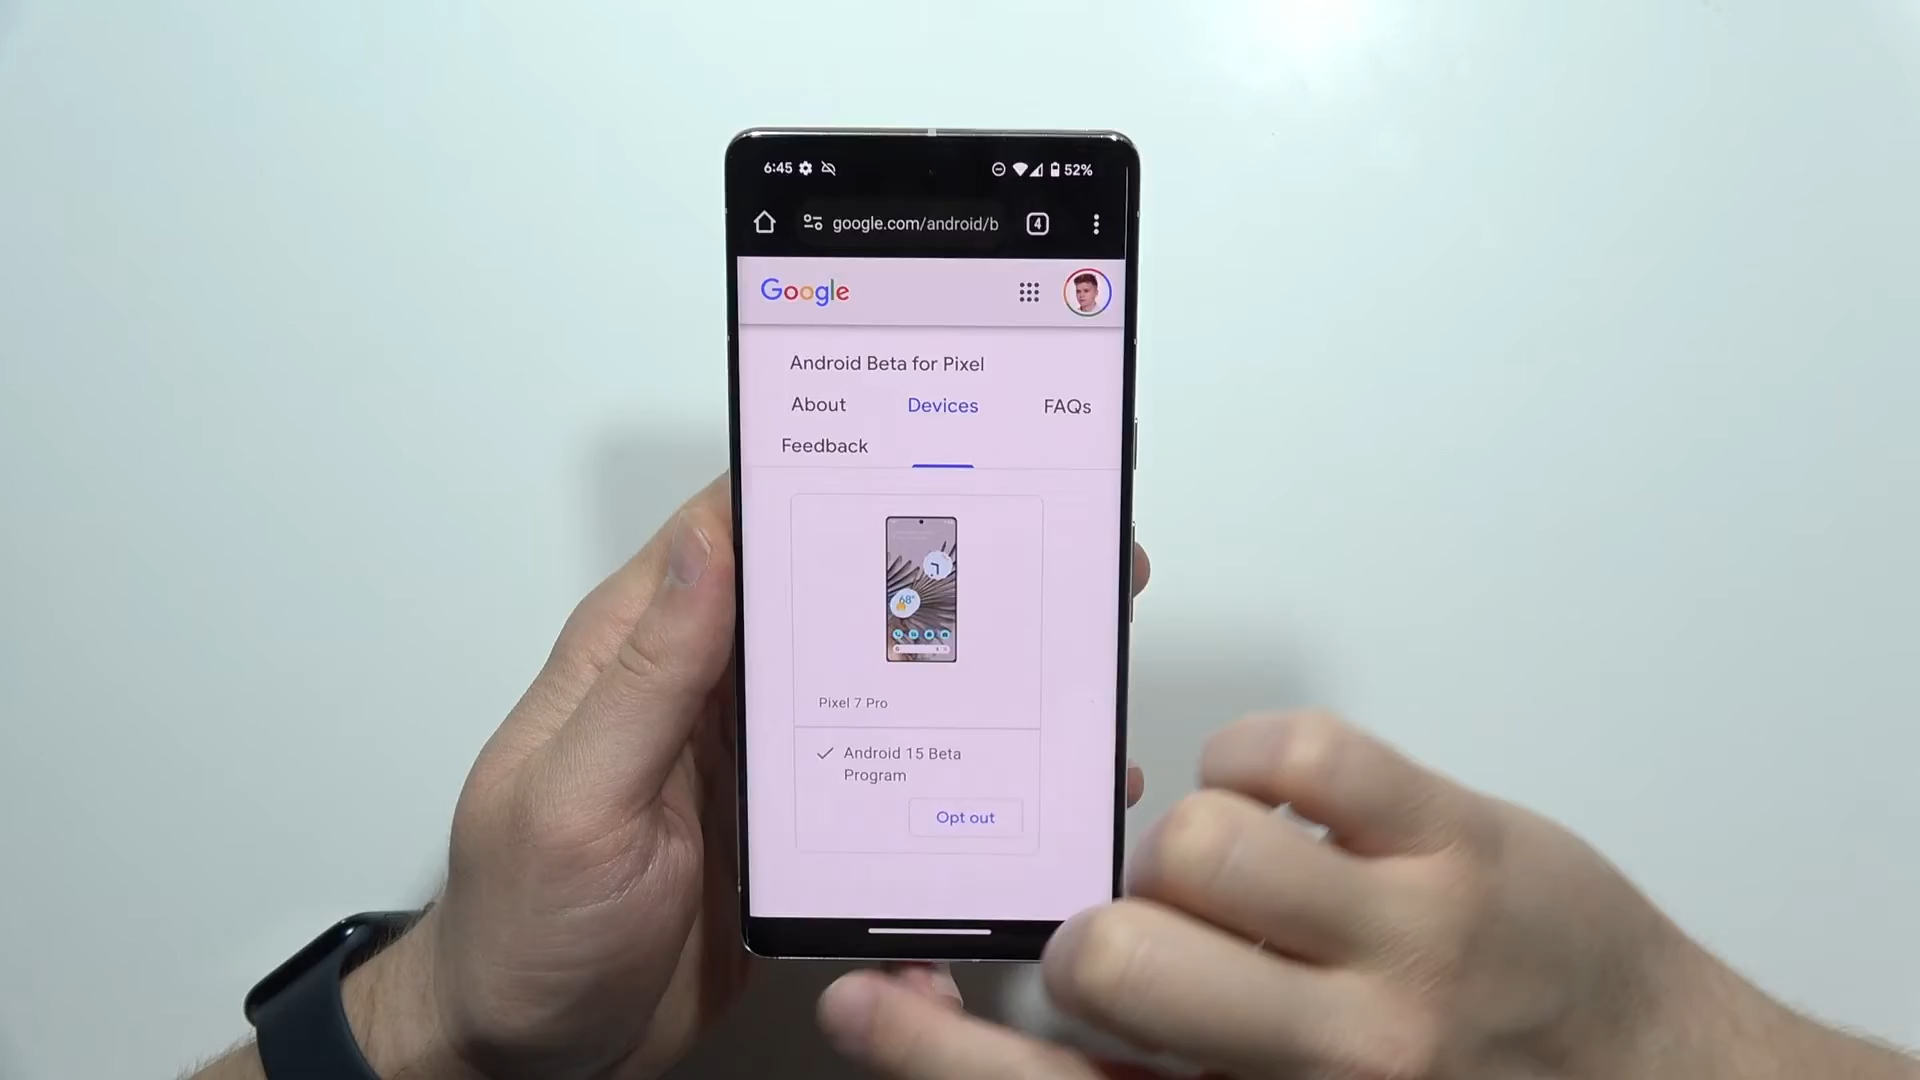 6:45 52%
google.com/android/b 4
Google
Android Beta for Pixel
About Devices FAQs
Feedback
68°
Pixel 7 Pro
Android 15 Beta
Program
Opt out